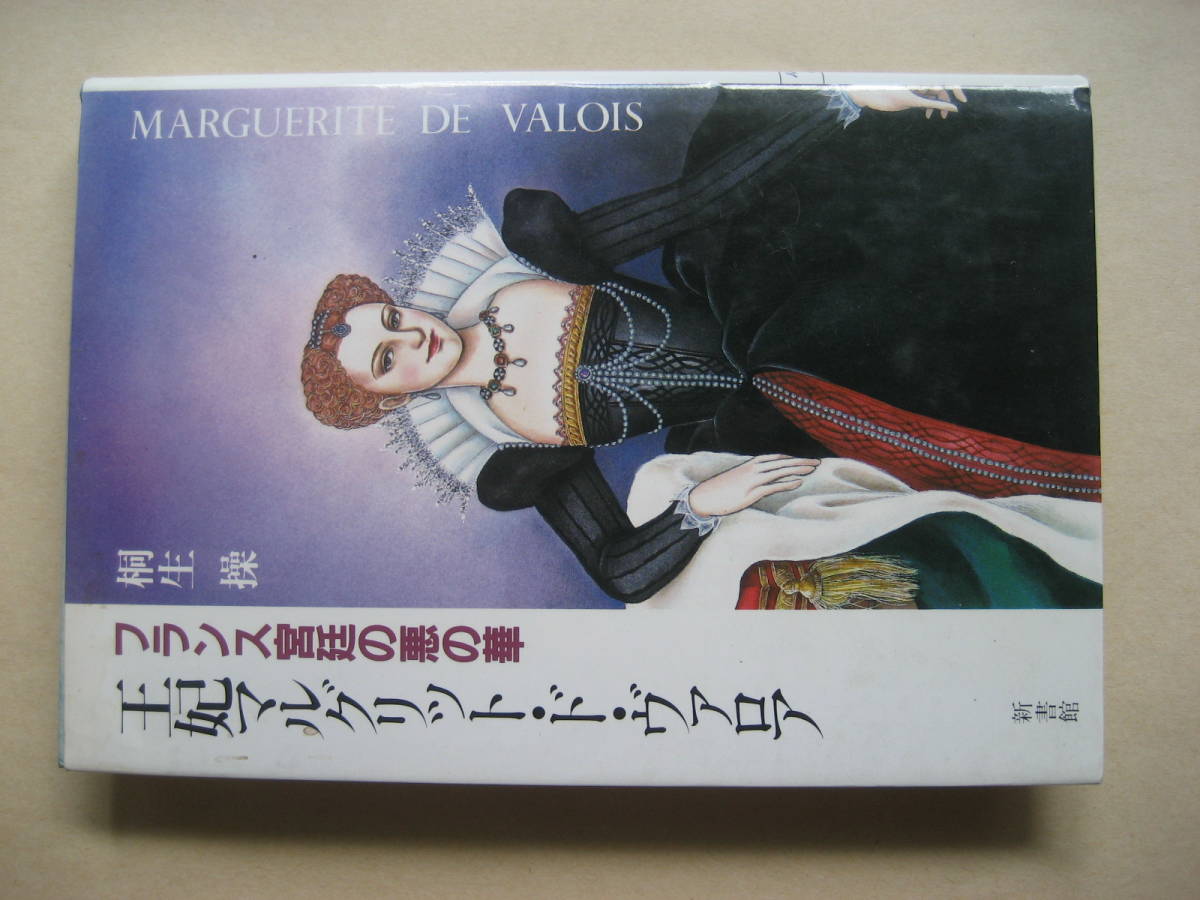 MARGUERITE DE VALOIS
桐生 操
フランス宮廷の悪の華
王妃マルグリット・ド・ヴァロア
新書館